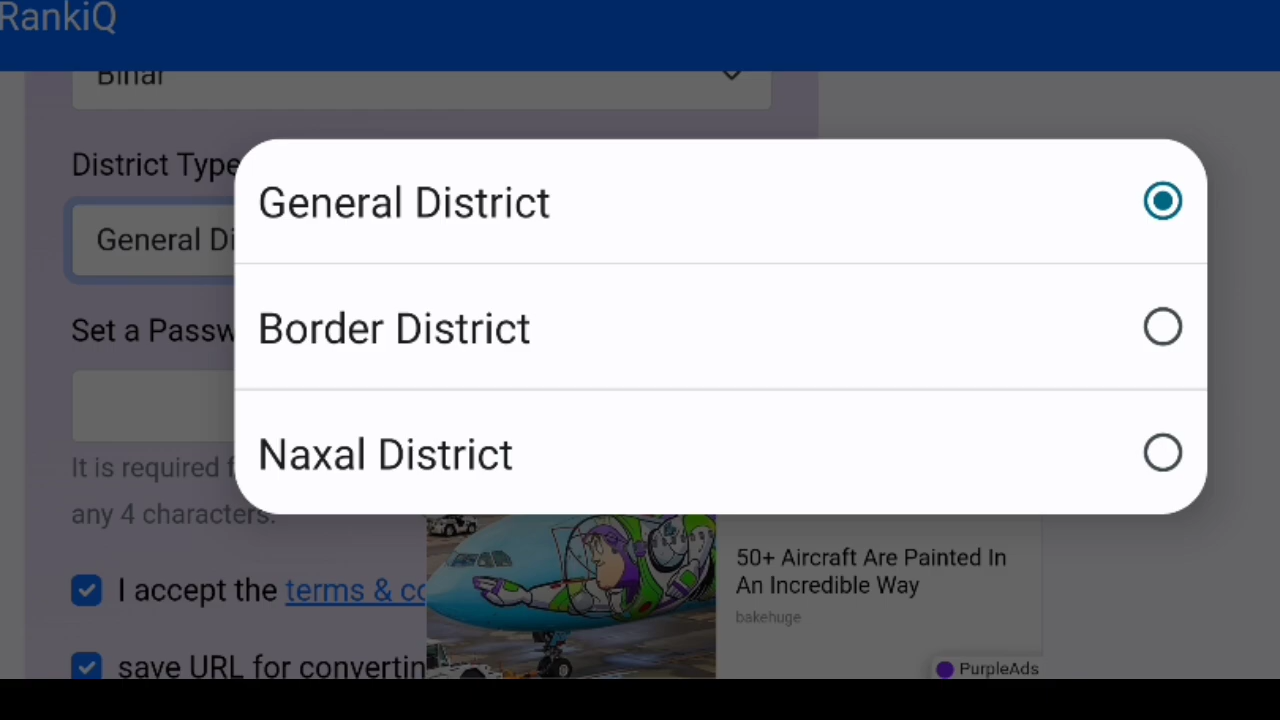 RankiQ
Bihar
District Type
General District
Border District
Naxal District
General Di
Set a Passw
It is required f
any 4 characters.
I accept the terms & co
save URL for convertin
50+ Aircraft Are Painted In
An Incredible Way
bakehuge
PurpleAds